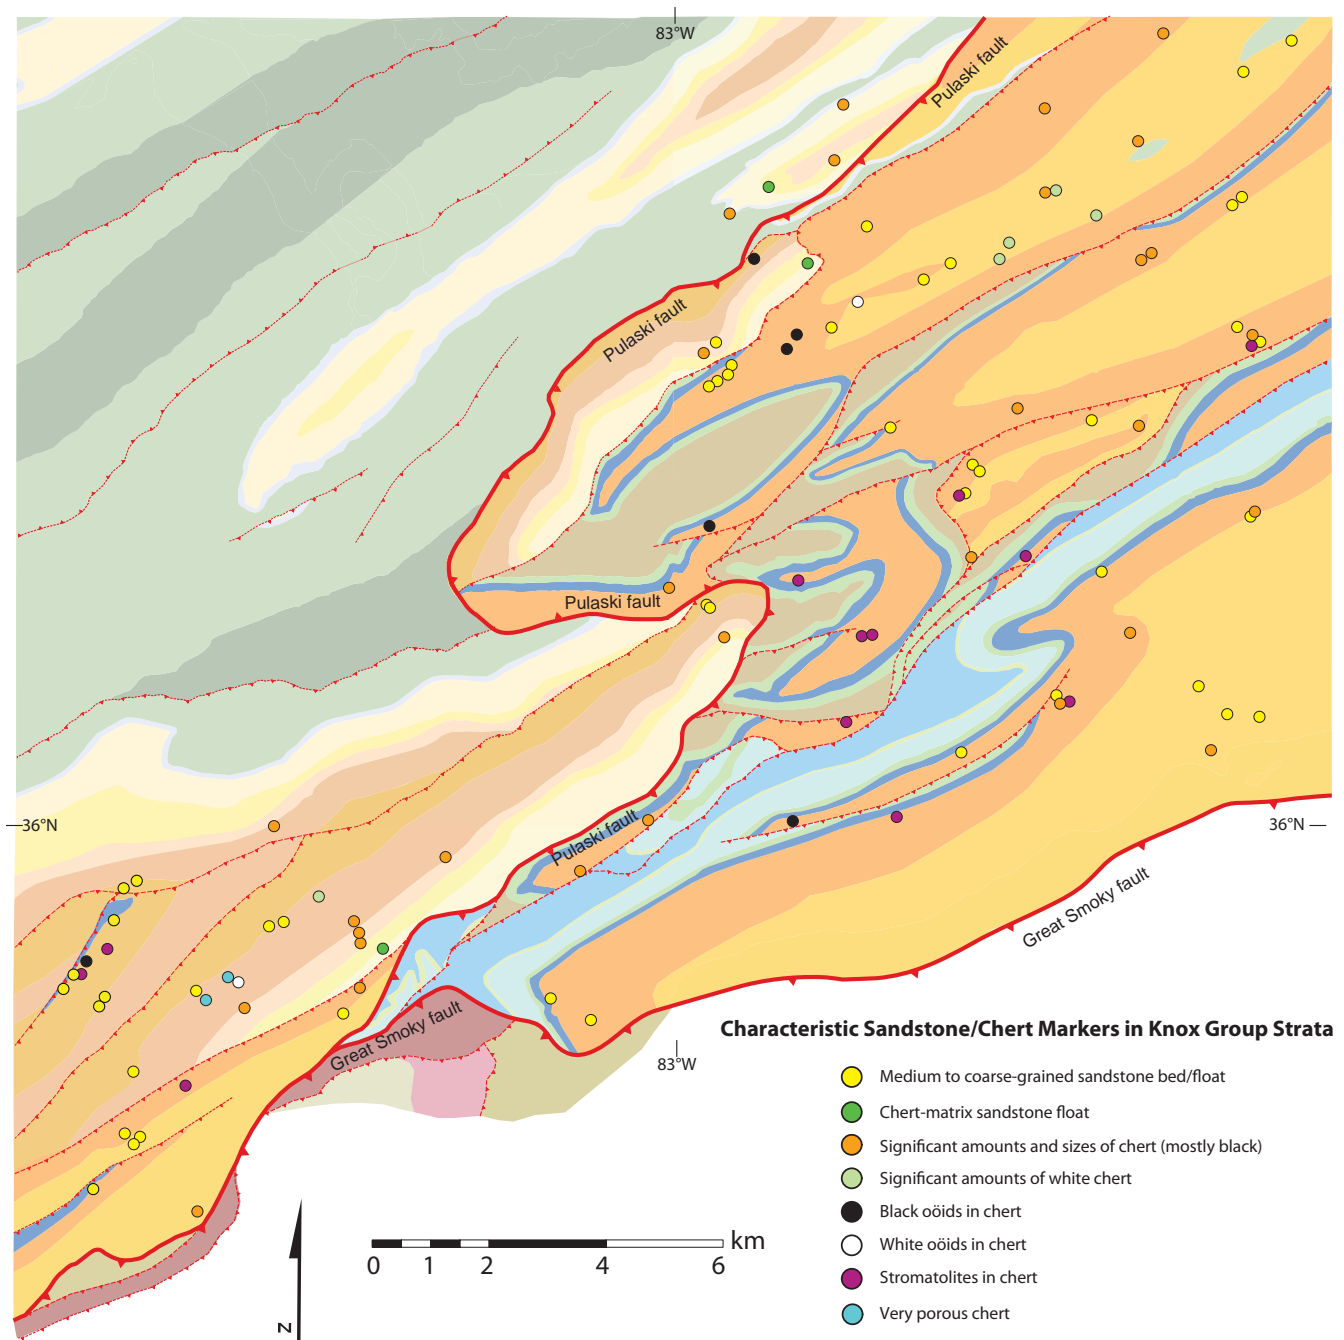 83°W
Pulaski fault
Pulaski fault
Pulaski fault
36°N
Pulaski fault
36°N
Great Smoky fault
Great Smoky fault
83°W
Characteristic Sandstone/Chert Markers in Knox Group Strata
Medium to coarse-grained sandstone bed/float
Chert-matrix sandstone float
Significant amounts and sizes of chert (mostly black)
Significant amounts of white chert
Black oöids in chert
White oöids in chert
Stromatolites in chert
Very porous chert
km
0 1 2 4 6
N